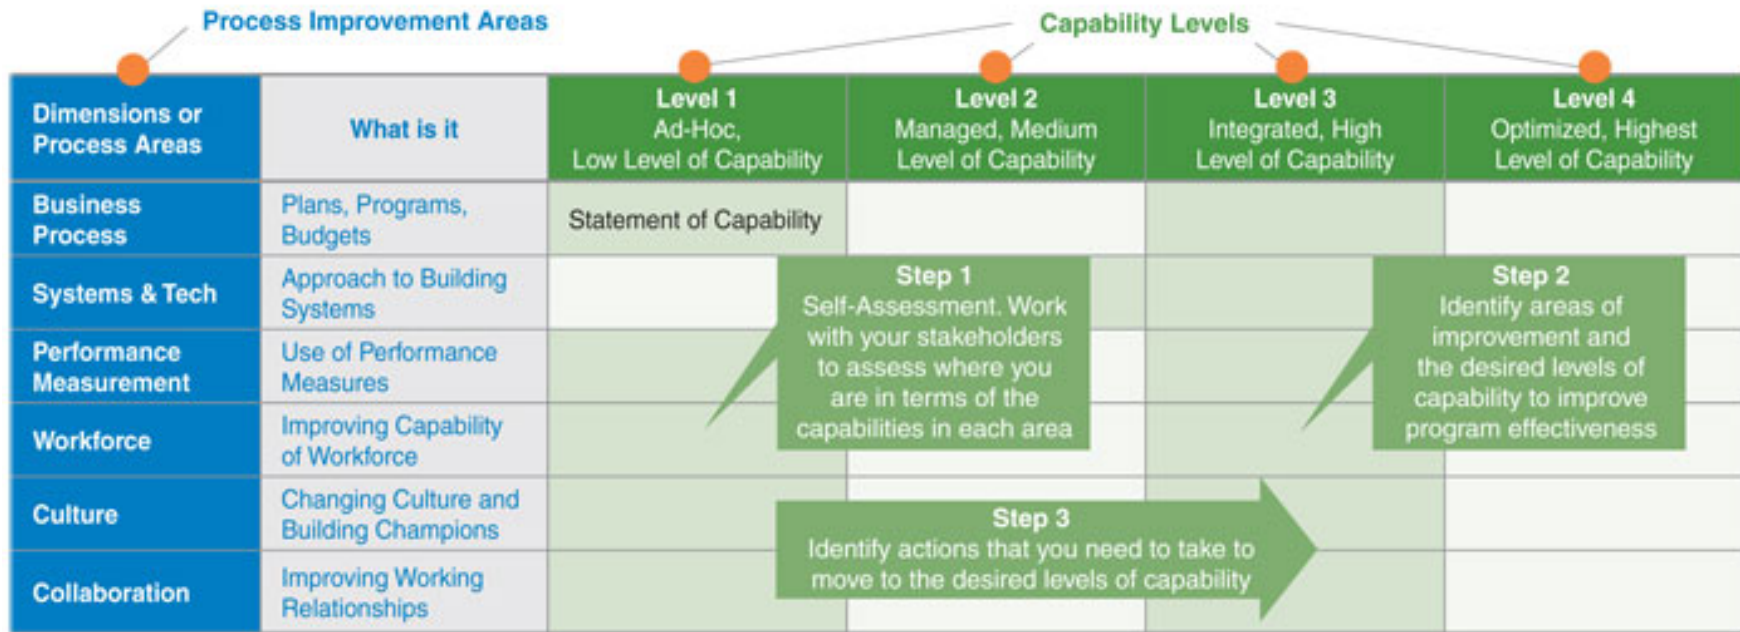 Process Improvement Areas
Capability Levels
Dimensions or
Process Areas
What is it
Level 1
Ad-Hoc,
Low Level of Capability
Level 2
Managed, Medium
Level of Capability
Level 3
Integrated, High
Level of Capability
Level 4
Optimized, Highest
Level of Capability
Business
Process
Plans, Programs,
Budgets
Statement of Capability
Systems & Tech
Approach to Building
Systems
Performance
Measurement
Use of Performance
Measures
Workforce
Improving Capability
of Workforce
Culture
Changing Culture and
Building Champions
Collaboration
Improving Working
Relationships
Step 1
Self-Assessment. Work
with your stakeholders
to assess where you
are in terms of the
capabilities in each area
Step 2
Identify areas of
improvement and
the desired levels of
capability to improve
program effectiveness
Step 3
Identify actions that you need to take to
move to the desired levels of capability